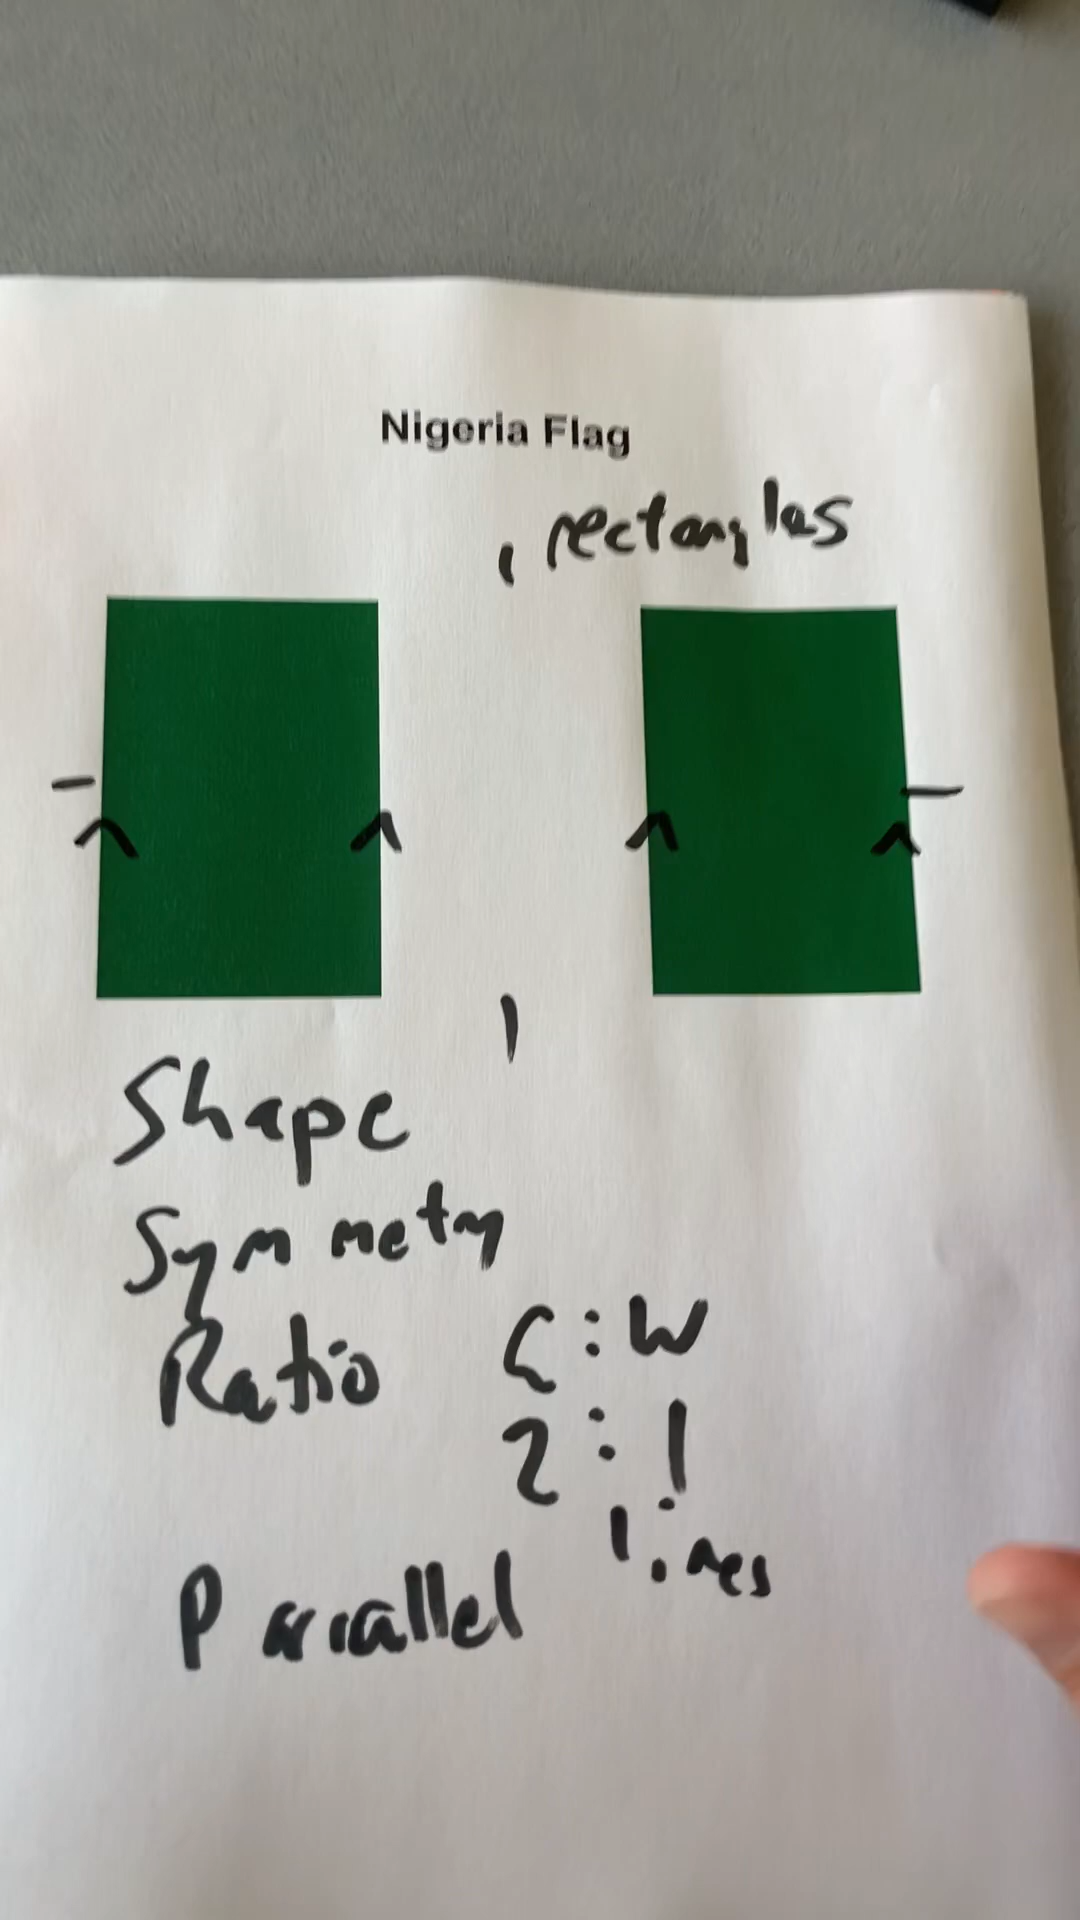 Nigeria Flag
rectangles
Shape
Symmetry
Ratio G:W
2:1
Parallel lines